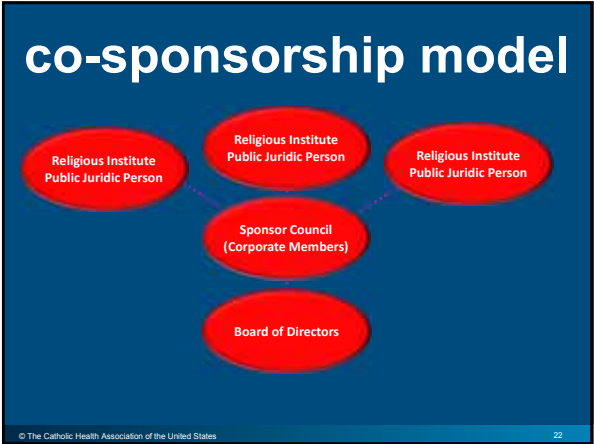 co-sponsorship model
Religious Institute
Public Juridic Person
Religious Institute
Public Juridic Person
Religious Institute
Public Juridic Person
Sponsor Council
(Corporate Members)
Board of Directors
© The Catholic Health Association of the United States
22